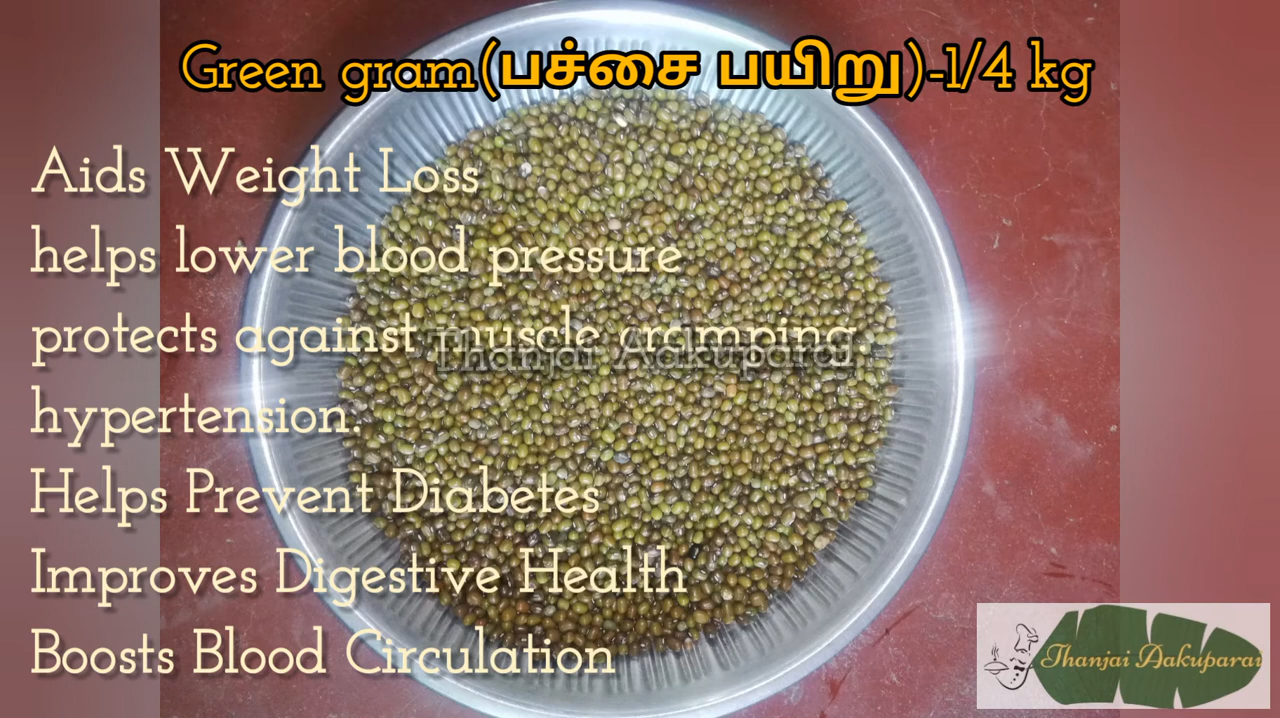 Green gram(பச்சை பயிறு)-1/4 kg
Aids Weight Loss
helps lower blood pressure
protects against muscle cramping.
Thanjai Aakuparai
hypertension.
Helps Prevent Diabetes
Improves Digestive Health
Boosts Blood Circulation
Thanjai Aakuparai